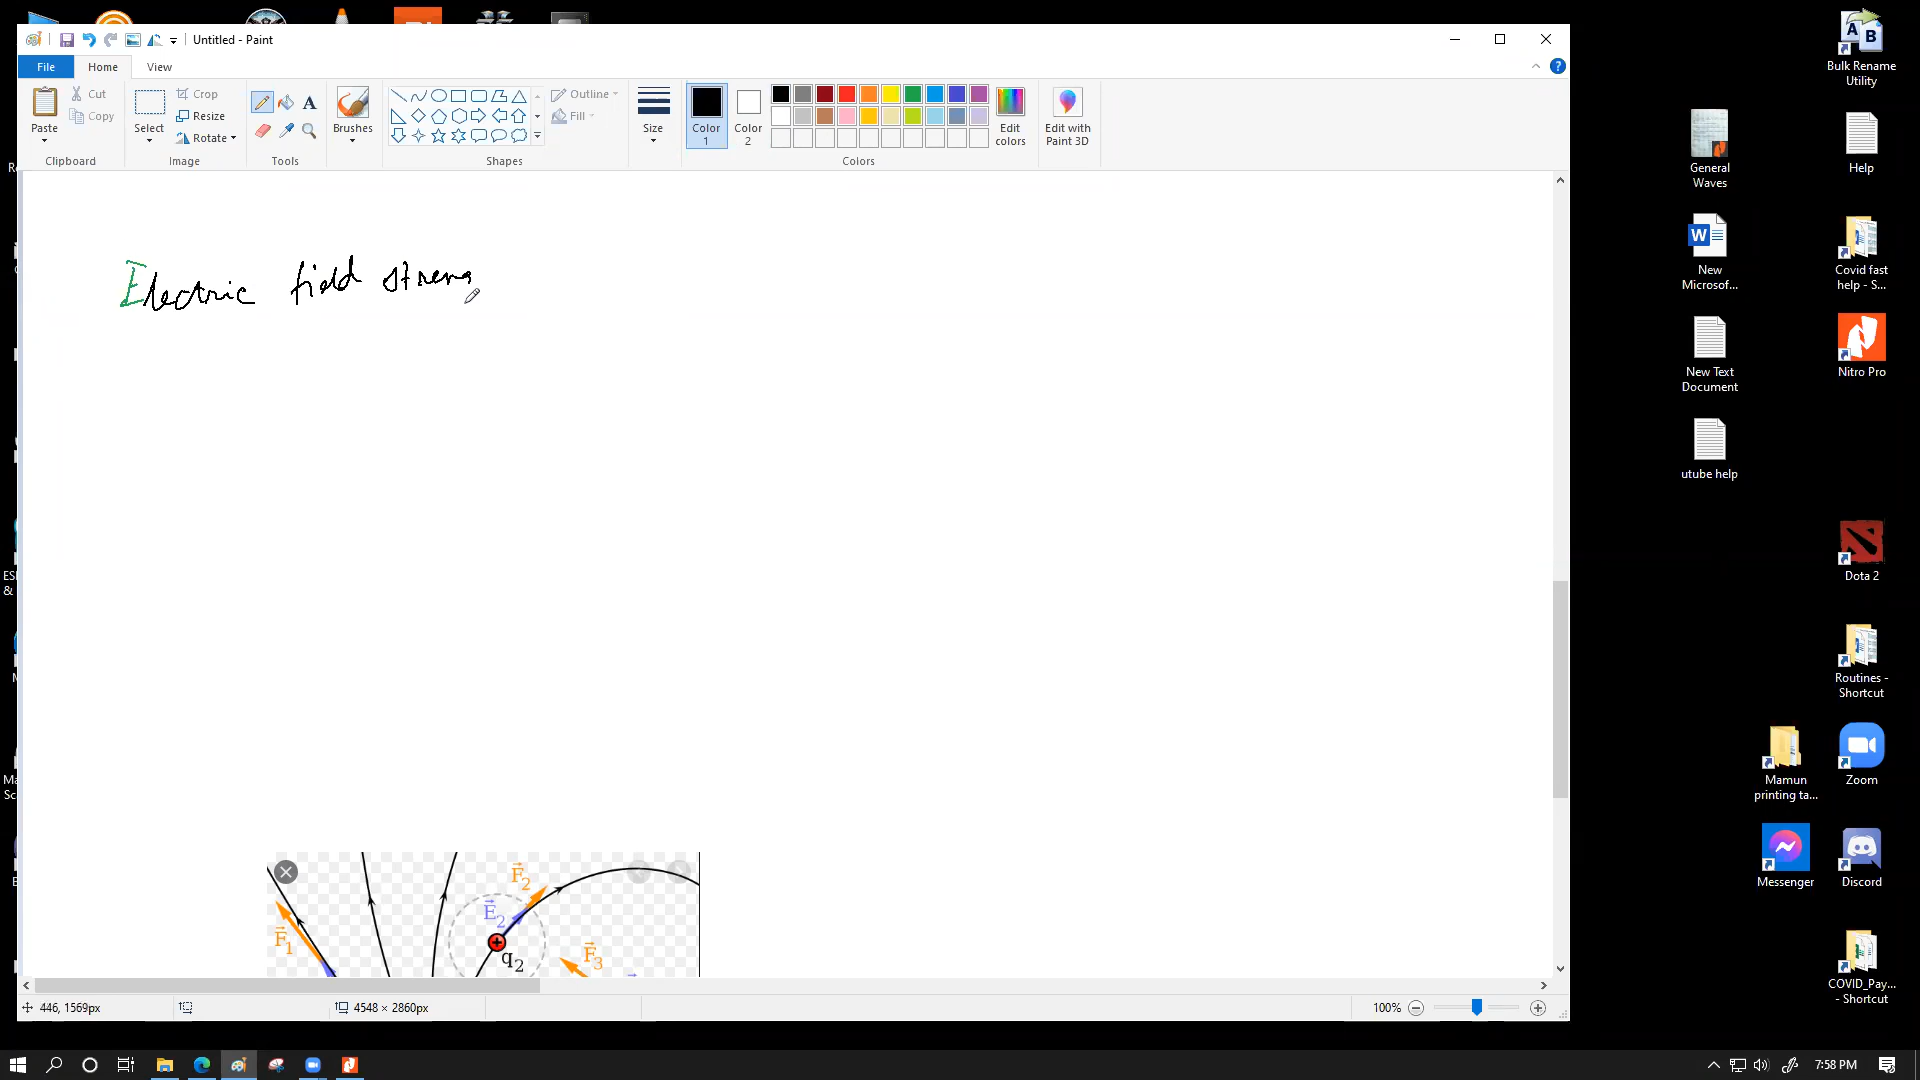 Untitled - Paint
File
Home
View
Paste
Cut
Copy
Clipboard
Select
Crop
Resize
Rotate
Image
Tools
Brushes
Outline
Fill
Shapes
Size
Color 1
Color 2
Edit colors
Colors
Edit with Paint 3D
Electric field streng
F1
F2
E2
q2
F3
446, 1569px
4548 × 2860px
100%
Bulk Rename Utility
General Waves
Help
New Microsof...
Covid fast help - S...
New Text Document
Nitro Pro
utube help
Dota 2
Routines - Shortcut
Mamun printing ta...
Zoom
Messenger
Discord
COVID_Pay... - Shortcut
7:58 PM